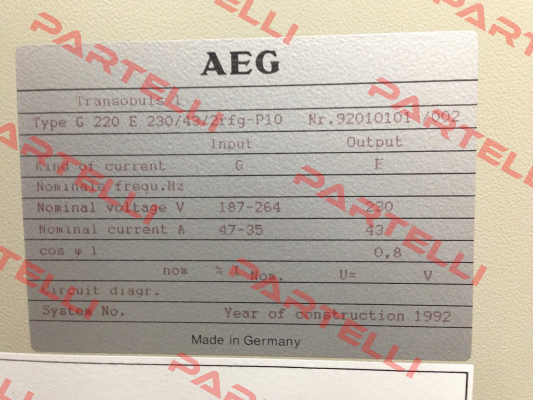 AEG
Transopuls
Type G 220 E 230/43/2rfg-P10 Nr.92010101 /002
Input Output
Kind of current G E
Nominale frequ.Hz
Nominal voltage V 187-264 230
Nominal current A 47-35 43
cos φ 1 0,8
nom % I Nom. U= V
Circuit diagr.
System No. Year of construction 1992
Made in Germany
PARTELLI
PARTELLI
PARTELLI
PARTELLI
PARTELLI
PARTELLI
PARTELLI